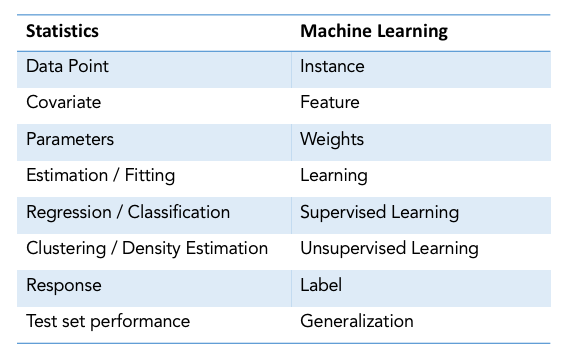 Statistics Machine Learning
Data Point Instance
Covariate Feature
Parameters Weights
Estimation / Fitting Learning
Regression / Classification Supervised Learning
Clustering / Density Estimation Unsupervised Learning
Response Label
Test set performance Generalization